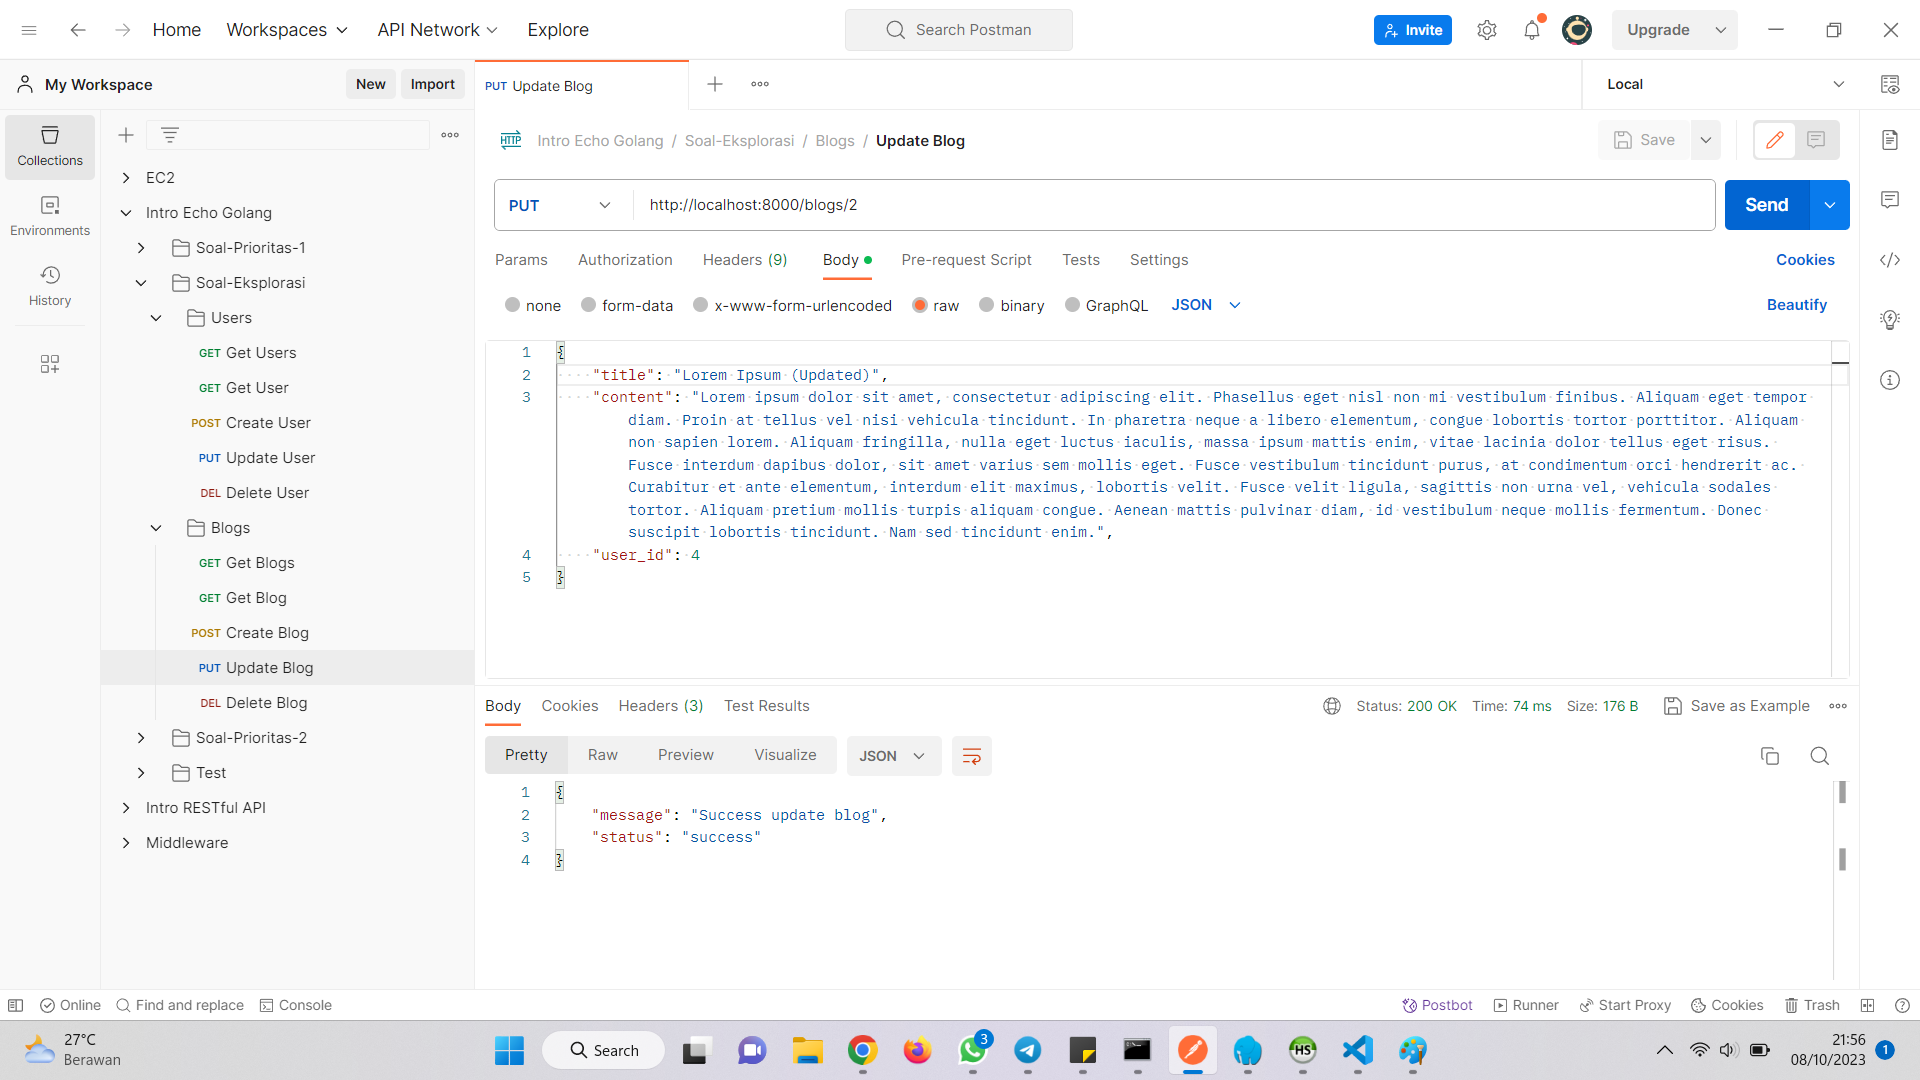 Home
Workspaces
API Network
Explore
Search Postman
Invite
Upgrade
My Workspace
New
Import
PUT Update Blog
Local
Collections
Environments
History
EC2
Intro Echo Golang
Soal-Prioritas-1
Soal-Eksplorasi
Users
GET Get Users
GET Get User
POST Create User
PUT Update User
DEL Delete User
Blogs
GET Get Blogs
GET Get Blog
POST Create Blog
PUT Update Blog
DEL Delete Blog
Soal-Prioritas-2
Test
Intro RESTful API
Middleware
HTTP Intro Echo Golang / Soal-Eksplorasi / Blogs / Update Blog
Save
PUT
http://localhost:8000/blogs/2
Send
Params
Authorization
Headers (9)
Body
Pre-request Script
Tests
Settings
Cookies
none
form-data
x-www-form-urlencoded
raw
binary
GraphQL
JSON
Beautify
1 {
2 "title": "Lorem Ipsum (Updated)",
3 "content": "Lorem ipsum dolor sit amet, consectetur adipiscing elit. Phasellus eget nisl non mi vestibulum finibus. Aliquam eget tempor
diam. Proin at tellus vel nisi vehicula tincidunt. In pharetra neque a libero elementum, congue lobortis tortor porttitor. Aliquam
non sapien lorem. Aliquam fringilla, nulla eget luctus iaculis, massa ipsum mattis enim, vitae lacinia dolor tellus eget risus.
Fusce interdum dapibus dolor, sit amet varius sem mollis eget. Fusce vestibulum tincidunt purus, at condimentum orci hendrerit ac.
Curabitur et ante elementum, interdum elit maximus, lobortis velit. Fusce velit ligula, sagittis non urna vel, vehicula sodales
tortor. Aliquam pretium mollis turpis aliquam congue. Aenean mattis pulvinar diam, id vestibulum neque mollis fermentum. Donec
suscipit lobortis tincidunt. Nam sed tincidunt enim.",
4 "user_id": 4
5 }
Body
Cookies
Headers (3)
Test Results
Status: 200 OK
Time: 74 ms
Size: 176 B
Save as Example
Pretty
Raw
Preview
Visualize
JSON
1 {
2 "message": "Success update blog",
3 "status": "success"
4 }
Online
Find and replace
Console
Postbot
Runner
Start Proxy
Cookies
Trash
27°C
Berawan
Search
3
HS
21:56
08/10/2023
1